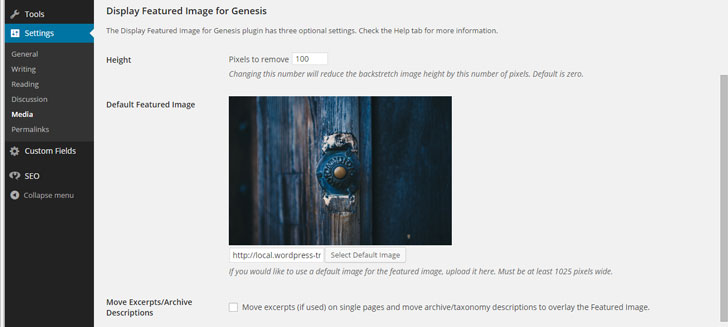 Tools
Settings
General
Writing
Reading
Discussion
Media
Permalinks
Custom Fields
SEO
Collapse menu
Display Featured Image for Genesis
The Display Featured Image for Genesis plugin has three optional settings. Check the Help tab for more information.
Height
Pixels to remove 100
Changing this number will reduce the backstretch image height by this number of pixels. Default is zero.
Default Featured Image
http://local.wordpress-tr Select Default Image
If you would like to use a default image for the featured image, upload it here. Must be at least 1025 pixels wide.
Move Excerpts/Archive
Descriptions
Move excerpts (if used) on single pages and move archive/taxonomy descriptions to overlay the Featured Image.